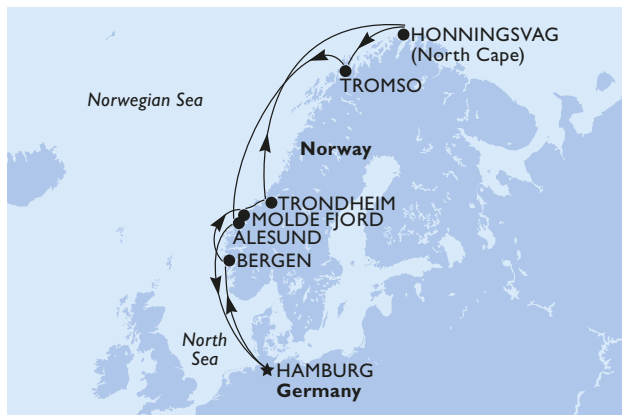 HONNINGSVAG
(North Cape)
TROMSO
Norwegian Sea
Norway
TRONDHEIM
MOLDE FJORD
ALESUND
BERGEN
North
Sea
HAMBURG
Germany